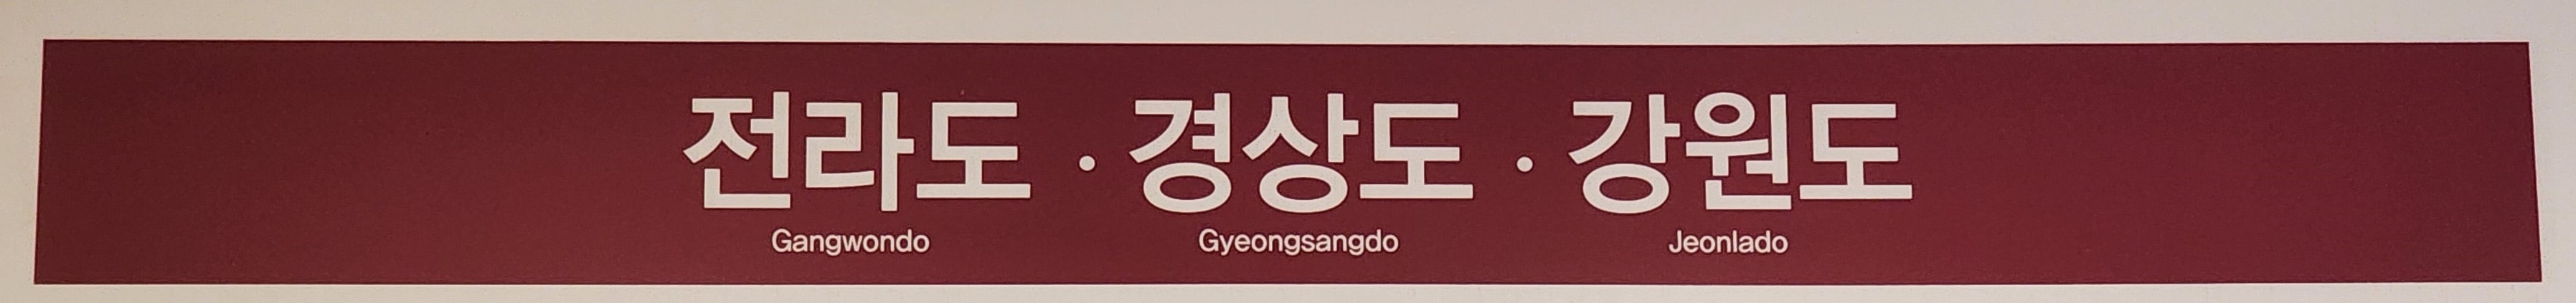 전라도 · 경상도 · 강원도
Gangwondo Gyeongsangdo Jeonlado